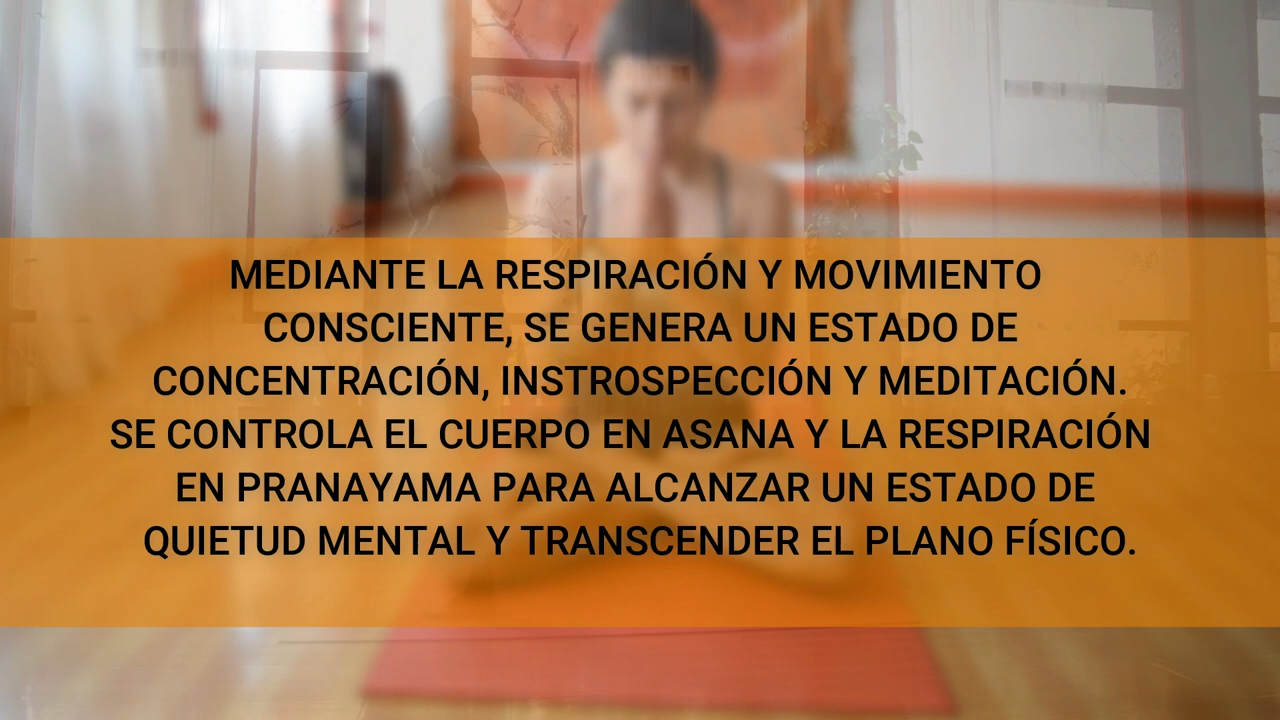 MEDIANTE LA RESPIRACIÓN Y MOVIMIENTO
CONSCIENTE, SE GENERA UN ESTADO DE
CONCENTRACIÓN, INSTROSPECCIÓN Y MEDITACIÓN.
SE CONTROLA EL CUERPO EN ASANA Y LA RESPIRACIÓN
EN PRANAYAMA PARA ALCANZAR UN ESTADO DE
QUIETUD MENTAL Y TRANSCENDER EL PLANO FÍSICO.